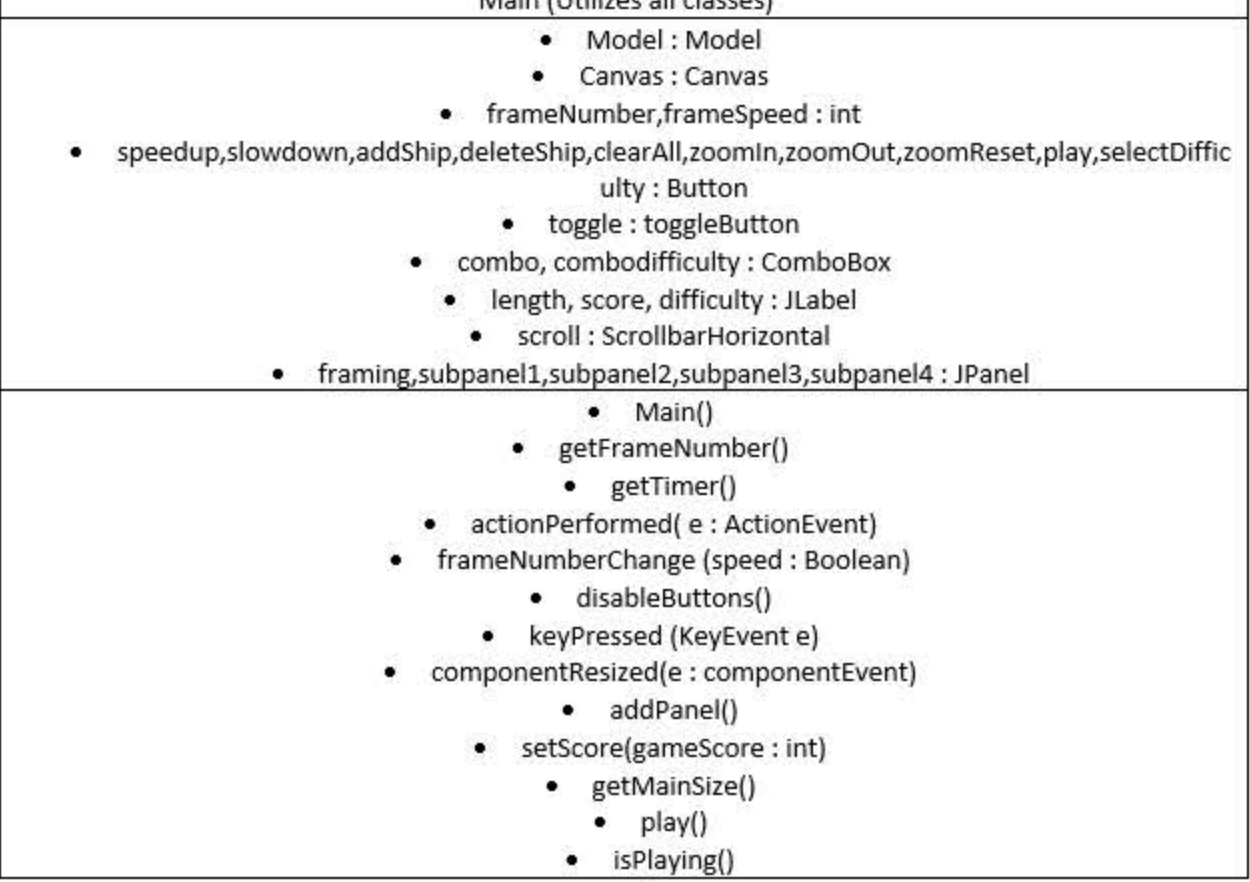 Main (Utilizes all classes)
• Model : Model
• Canvas : Canvas
• frameNumber,frameSpeed : int
• speedup,slowdown,addShip,deleteShip,clearAll,zoomIn,zoomOut,zoomReset,play,selectDiffic
ulty : Button
• toggle : toggleButton
• combo, combodifficulty : ComboBox
• length, score, difficulty : JLabel
• scroll : ScrollbarHorizontal
• framing,subpanel1,subpanel2,subpanel3,subpanel4 : JPanel
• Main()
• getFrameNumber()
• getTimer()
• actionPerformed( e : ActionEvent)
• frameNumberChange (speed : Boolean)
• disableButtons()
• keyPressed (KeyEvent e)
• componentResized(e : componentEvent)
• addPanel()
• setScore(gameScore : int)
• getMainSize()
• play()
• isPlaying()